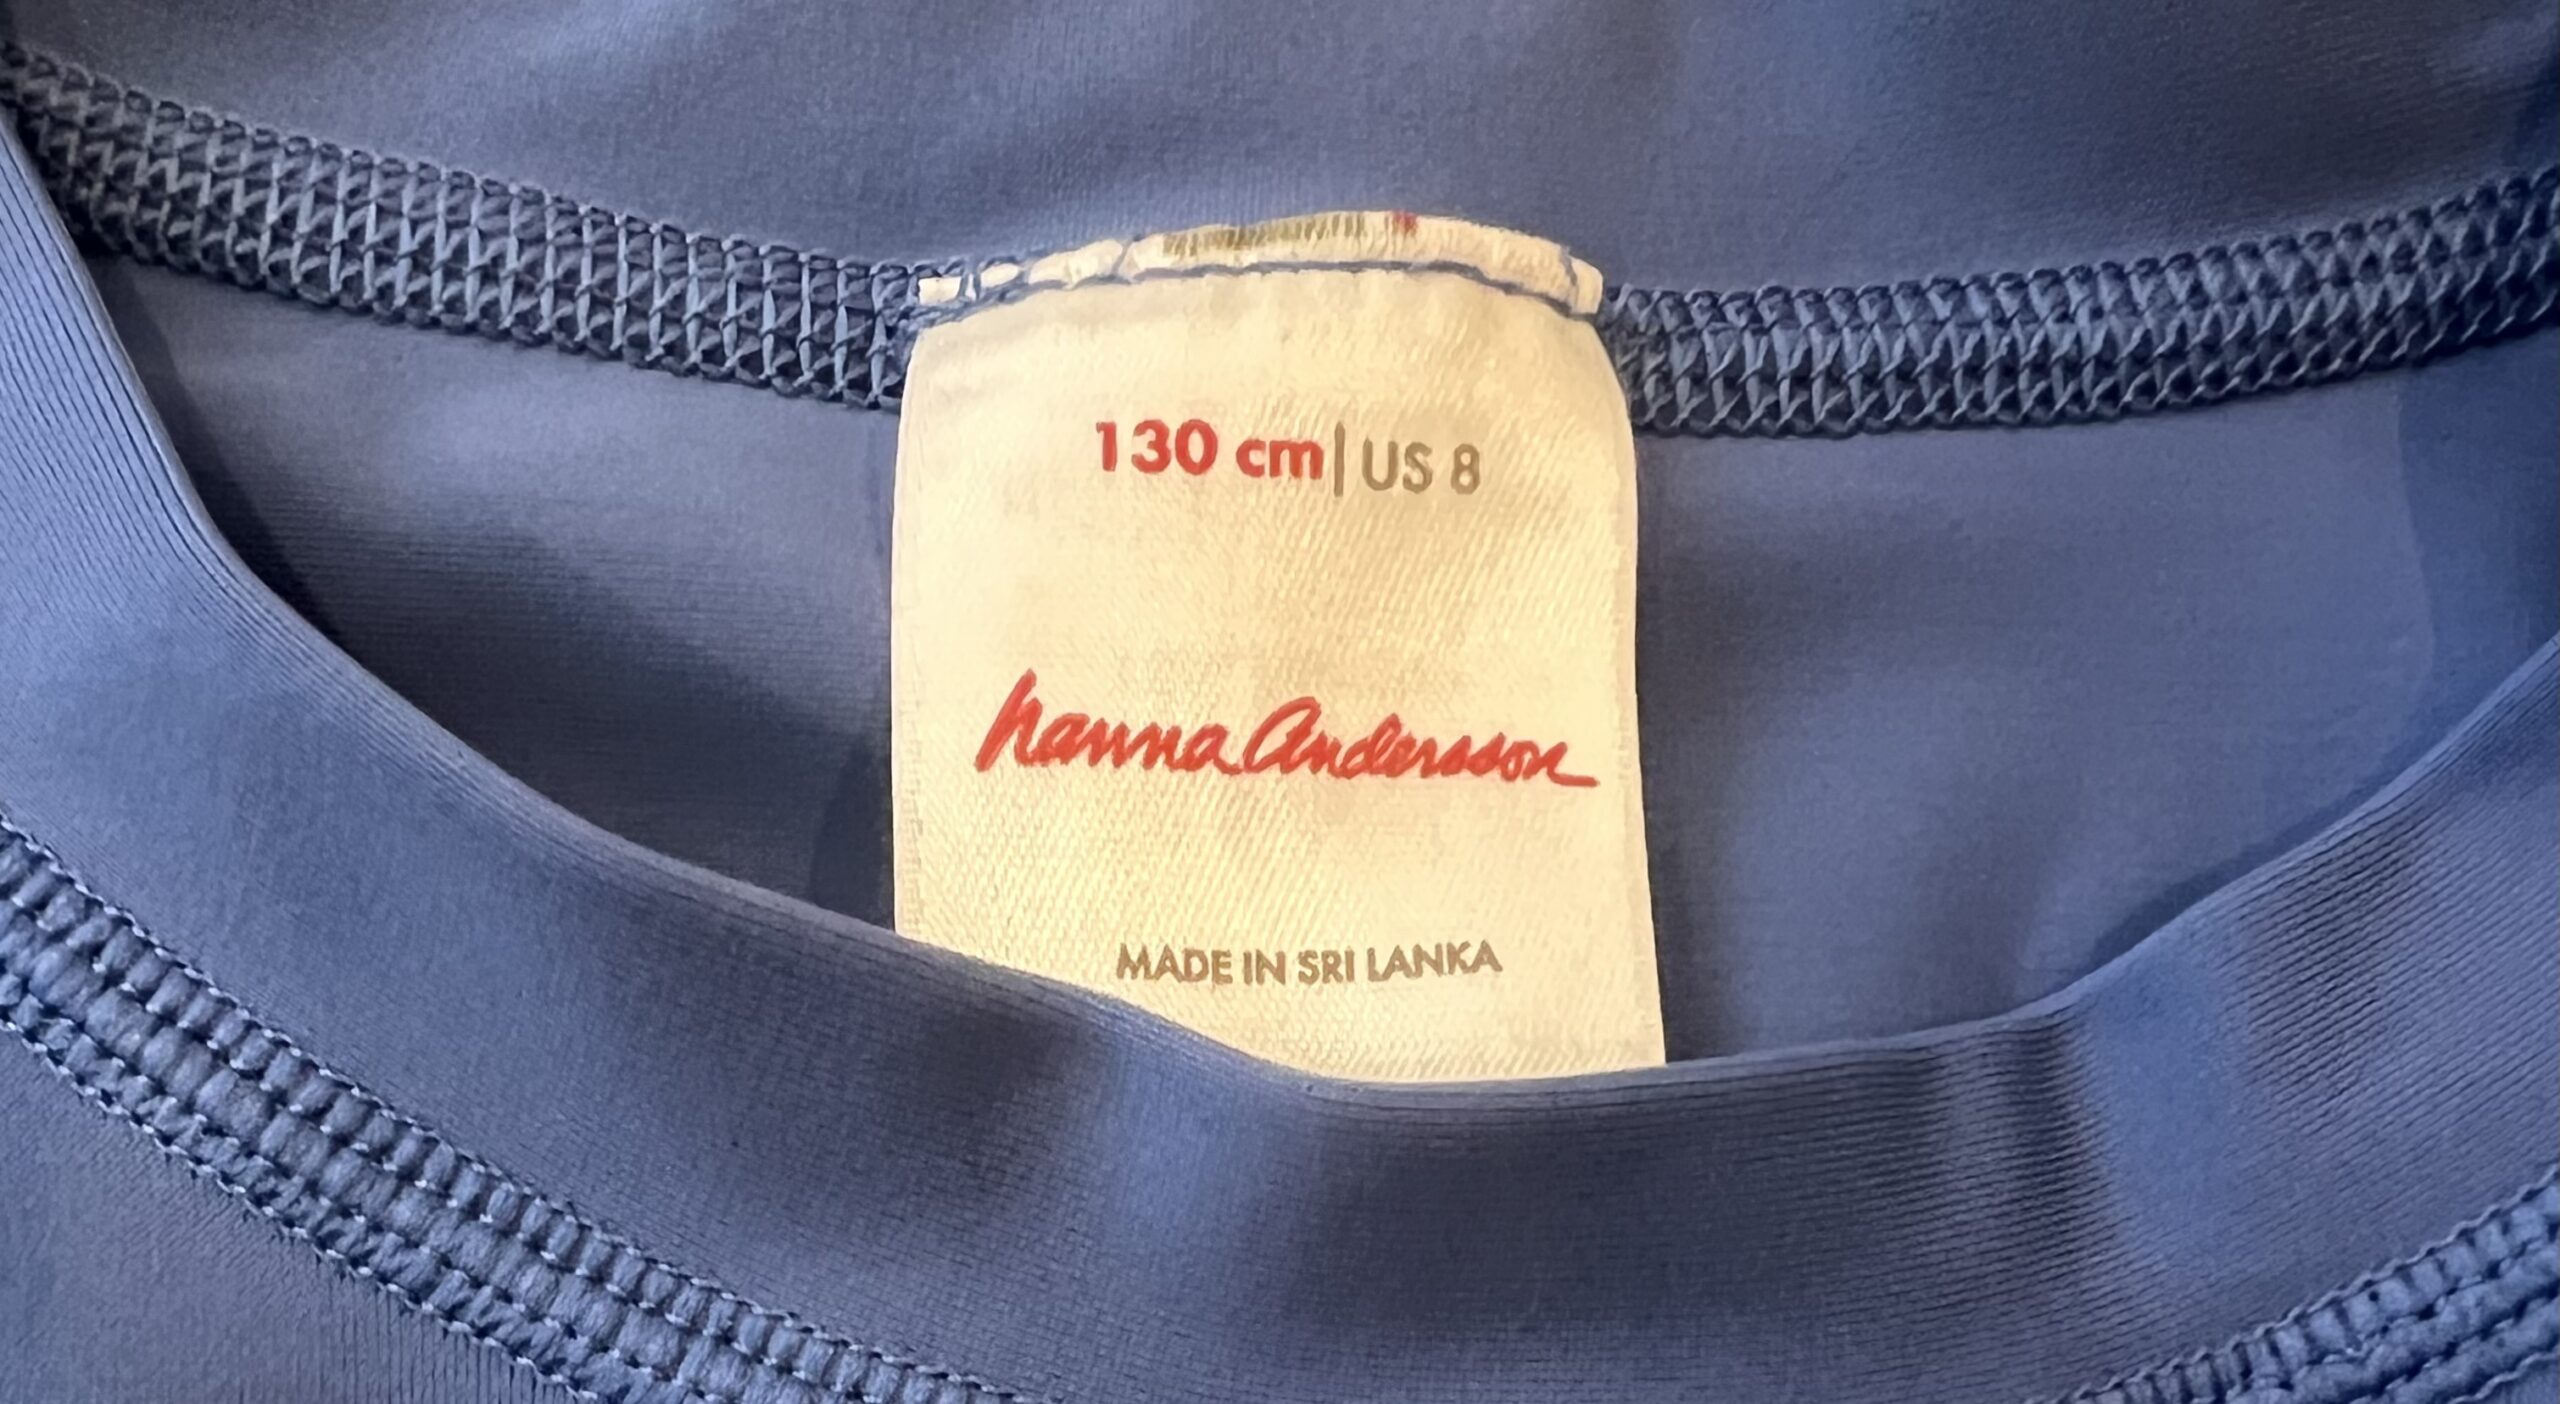 130 cm|US 8
hanna Andersson
MADE IN SRI LANKA